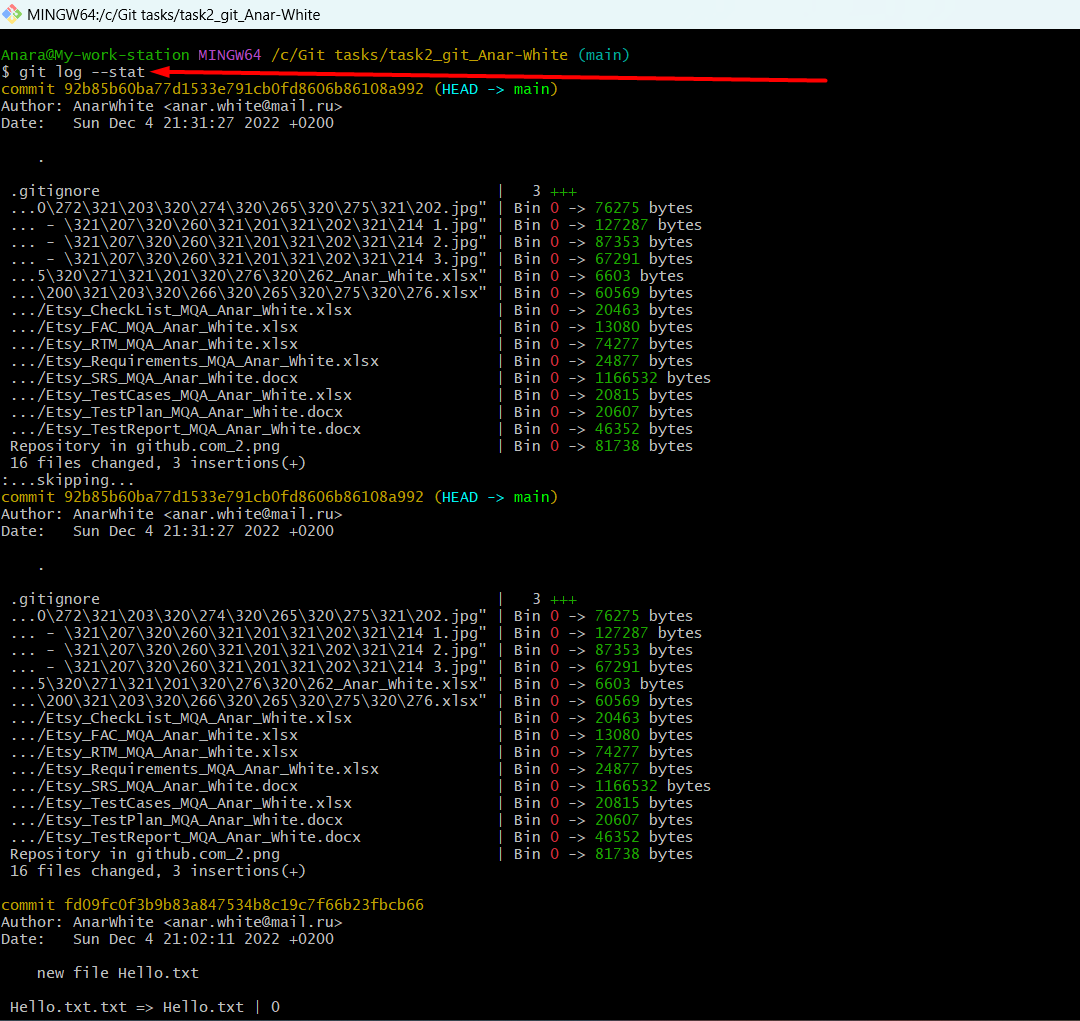 MINGW64:/c/Git tasks/task2_git_Anar-White
Anara@My-work-station MINGW64 /c/Git tasks/task2_git_Anar-White (main)
$ git log --stat
commit 92b85b60ba77d1533e791cb0fd8606b86108a992 (HEAD -> main)
Author: AnarWhite <anar.white@mail.ru>
Date:   Sun Dec 4 21:31:27 2022 +0200
    .
 .gitignore                                         |   3 +++
 ...0\272\321\203\320\274\320\265\320\275\321\202.jpg" | Bin 0 -> 76275 bytes
 ... - \321\207\320\260\321\201\321\202\321\214 1.jpg" | Bin 0 -> 127287 bytes
 ... - \321\207\320\260\321\201\321\202\321\214 2.jpg" | Bin 0 -> 87353 bytes
 ... - \321\207\320\260\321\201\321\202\321\214 3.jpg" | Bin 0 -> 67291 bytes
 ...5\320\271\321\201\320\276\320\262_Anar_White.xlsx" | Bin 0 -> 6603 bytes
 ...\200\321\203\320\266\320\265\320\275\320\276.xlsx" | Bin 0 -> 60569 bytes
 .../Etsy_CheckList_MQA_Anar_White.xlsx | Bin 0 -> 20463 bytes
 .../Etsy_FAC_MQA_Anar_White.xlsx | Bin 0 -> 13080 bytes
 .../Etsy_RTM_MQA_Anar_White.xlsx | Bin 0 -> 74277 bytes
 .../Etsy_Requirements_MQA_Anar_White.xlsx | Bin 0 -> 24877 bytes
 .../Etsy_SRS_MQA_Anar_White.docx | Bin 0 -> 1166532 bytes
 .../Etsy_TestCases_MQA_Anar_White.xlsx | Bin 0 -> 20815 bytes
 .../Etsy_TestPlan_MQA_Anar_White.docx | Bin 0 -> 20607 bytes
 .../Etsy_TestReport_MQA_Anar_White.docx | Bin 0 -> 46352 bytes
 Repository in github.com_2.png | Bin 0 -> 81738 bytes
 16 files changed, 3 insertions(+)
:...skipping...
commit 92b85b60ba77d1533e791cb0fd8606b86108a992 (HEAD -> main)
Author: AnarWhite <anar.white@mail.ru>
Date:   Sun Dec 4 21:31:27 2022 +0200
    .
 .gitignore | 3 +++
 ...0\272\321\203\320\274\320\265\320\275\321\202.jpg" | Bin 0 -> 76275 bytes
 ... - \321\207\320\260\321\201\321\202\321\214 1.jpg" | Bin 0 -> 127287 bytes
 ... - \321\207\320\260\321\201\321\202\321\214 2.jpg" | Bin 0 -> 87353 bytes
 ... - \321\207\320\260\321\201\321\202\321\214 3.jpg" | Bin 0 -> 67291 bytes
 ...5\320\271\321\201\320\276\320\262_Anar_White.xlsx" | Bin 0 -> 6603 bytes
 ...\200\321\203\320\266\320\265\320\275\320\276.xlsx" | Bin 0 -> 60569 bytes
 .../Etsy_CheckList_MQA_Anar_White.xlsx | Bin 0 -> 20463 bytes
 .../Etsy_FAC_MQA_Anar_White.xlsx | Bin 0 -> 13080 bytes
 .../Etsy_RTM_MQA_Anar_White.xlsx | Bin 0 -> 74277 bytes
 .../Etsy_Requirements_MQA_Anar_White.xlsx | Bin 0 -> 24877 bytes
 .../Etsy_SRS_MQA_Anar_White.docx | Bin 0 -> 1166532 bytes
 .../Etsy_TestCases_MQA_Anar_White.xlsx | Bin 0 -> 20815 bytes
 .../Etsy_TestPlan_MQA_Anar_White.docx | Bin 0 -> 20607 bytes
 .../Etsy_TestReport_MQA_Anar_White.docx | Bin 0 -> 46352 bytes
 Repository in github.com_2.png | Bin 0 -> 81738 bytes
 16 files changed, 3 insertions(+)
commit fd09fc0f3b9b83a847534b8c19c7f66b23fbcb66
Author: AnarWhite <anar.white@mail.ru>
Date:   Sun Dec 4 21:02:11 2022 +0200
    new file Hello.txt
 Hello.txt.txt => Hello.txt | 0